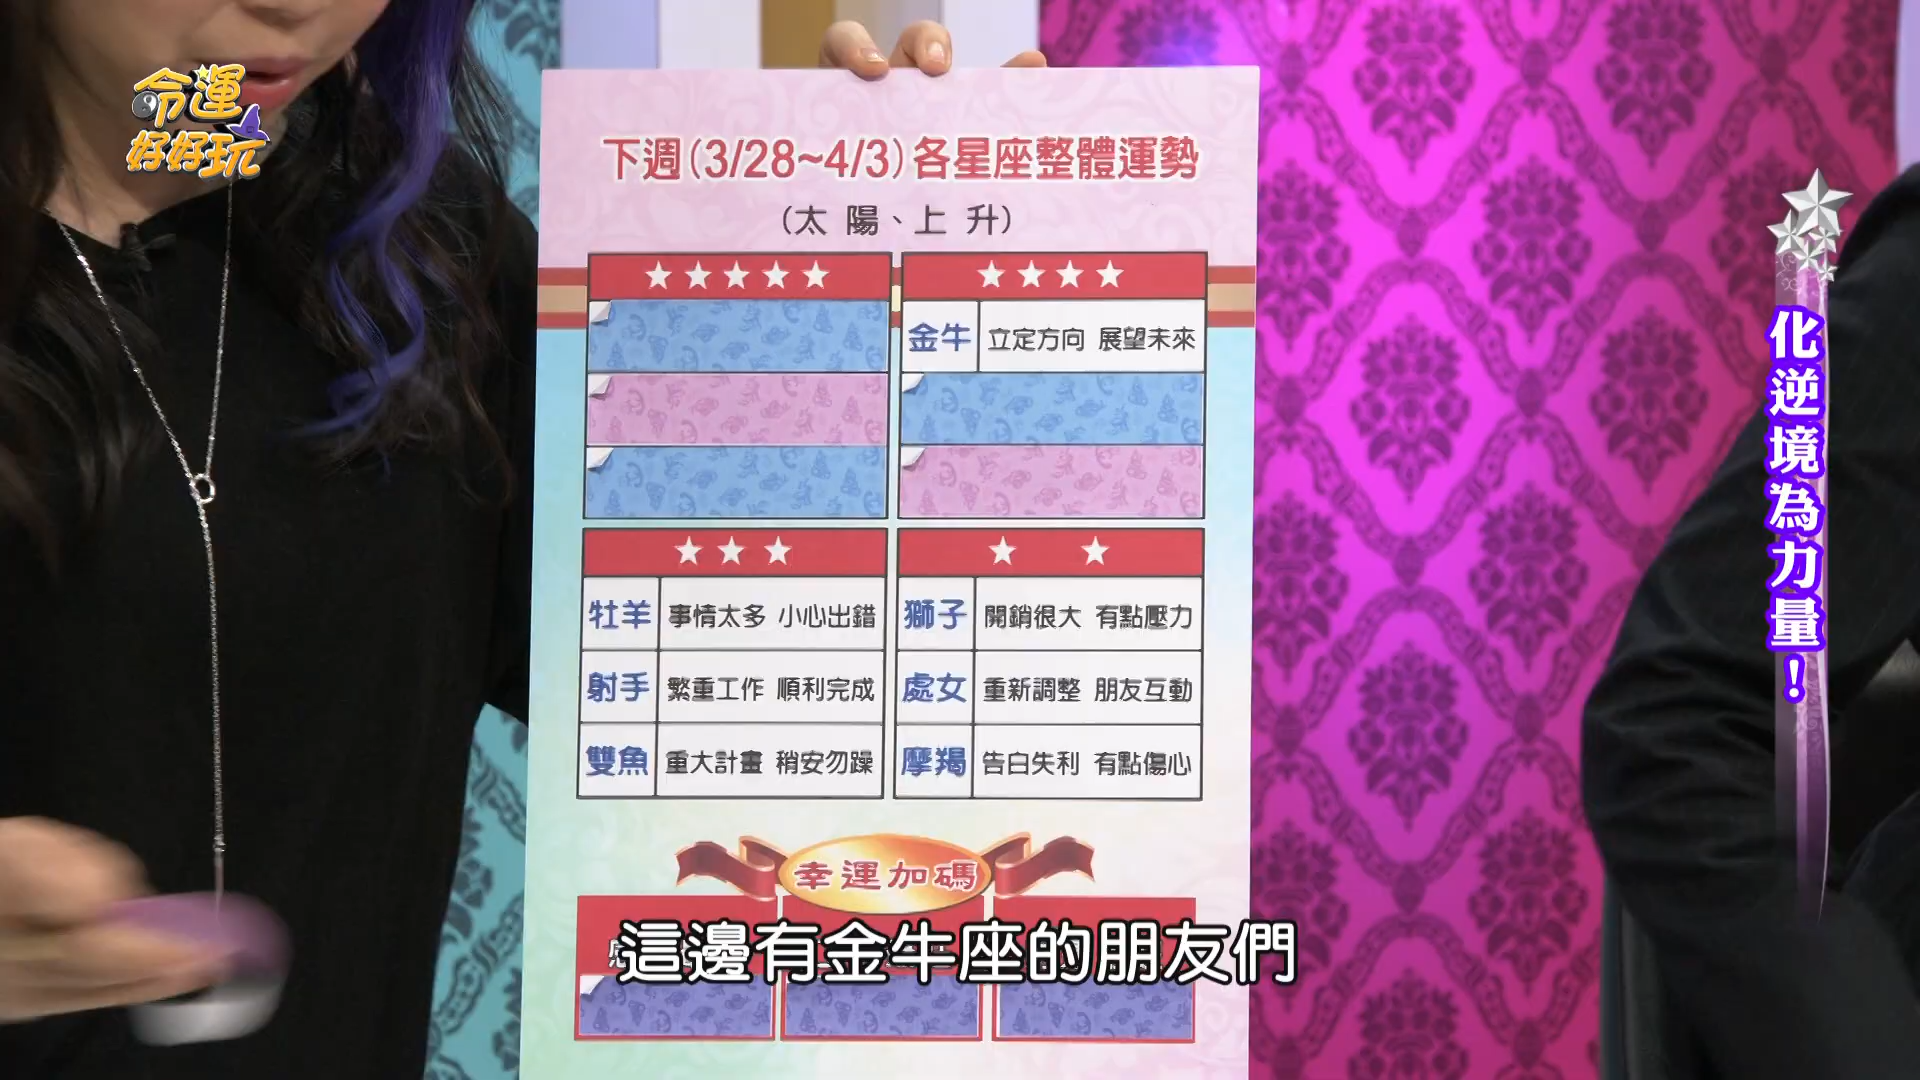 命運
好好玩
下週(3/28~4/3)各星座整體運勢
(太陽、上升)
金牛 立定方向 展望未來
牡羊 事情太多 小心出錯
射手 繁重工作 順利完成
雙魚 重大計畫 稍安勿躁
獅子 開銷很大 有點壓力
處女 重新調整 朋友互動
摩羯 告白失利 有點傷心
幸運加碼
這邊有金牛座的朋友們
化逆境為力量！